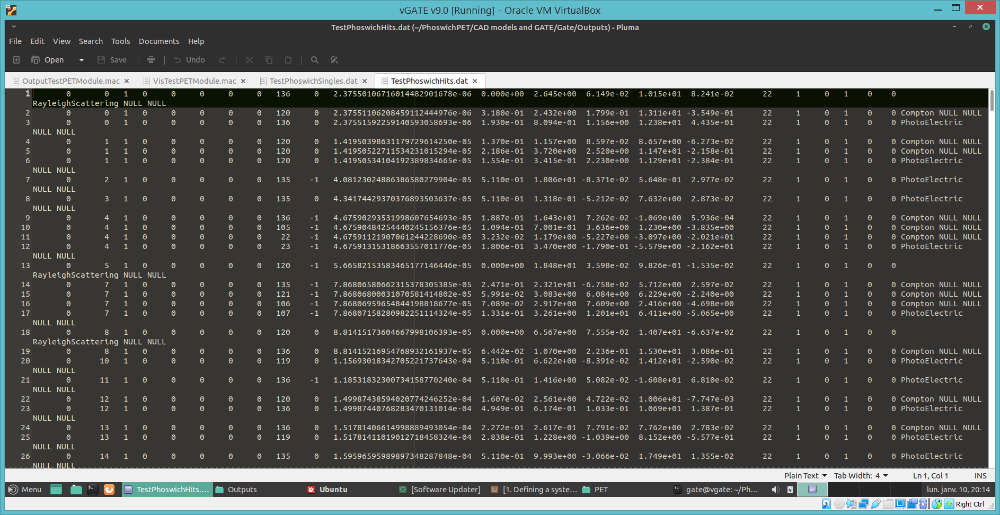 vGATE v9.0 [Running] - Oracle VM VirtualBox
TestPhoswichHits.dat (~/PhoswichPET/CAD models and GATE/Gate/Outputs) - Pluma
File Edit View Search Tools Documents Help
Open Save Undo
OutputTestPETModule.mac × VisTestPETModule.mac × TestPhoswichSingles.dat × TestPhoswichHits.dat ×
1 0 0 1 0 0 0 0 0 136 0 2.37550106716014482901678e-06 0.000e+00 2.645e+00 6.149e-02 1.015e+01 8.241e-02 22 1 0 1 0 0
RayleighScattering NULL NULL
2 0 0 1 0 0 0 0 0 120 0 2.37551106208459112444976e-06 3.180e-01 2.432e+00 1.799e-01 1.311e+01 -3.549e-01 22 1 0 1 0 0 Compton NULL NULL
3 0 0 1 0 0 0 0 0 136 0 2.37551592259140593058693e-06 1.930e-01 8.094e-01 1.156e+00 1.238e+01 4.435e-01 22 1 0 1 0 0 PhotoElectric
NULL NULL
4 0 1 1 0 0 0 0 0 120 0 1.41950398631179729614250e-05 1.370e-01 1.157e+00 8.597e-02 8.657e+00 -6.273e-02 22 1 0 1 0 0 Compton NULL NULL
5 0 1 1 0 0 0 0 0 120 0 1.41950522711534231015294e-05 2.186e-01 3.720e+00 2.520e+00 1.147e+01 -2.158e-01 22 1 0 1 0 0 Compton NULL NULL
6 0 1 1 0 0 0 0 0 120 0 1.41950534104192389834665e-05 1.554e-01 3.415e+00 2.230e+00 1.129e+01 -2.384e-01 22 1 0 1 0 0 PhotoElectric
NULL NULL
7 0 2 1 0 0 0 0 0 135 -1 4.08123024886386580279904e-05 5.110e-01 1.806e+01 -8.371e-02 5.648e-01 2.977e-02 22 1 0 1 0 0 PhotoElectric
NULL NULL
8 0 3 1 0 0 0 0 0 135 0 4.34174429370376893503637e-05 5.110e-01 1.318e-01 -5.212e-02 7.632e+00 2.873e-02 22 1 0 1 0 0 PhotoElectric
NULL NULL
9 0 4 1 0 0 0 0 0 136 -1 4.67590293531998607654693e-05 1.887e-01 1.643e+01 7.262e-02 -1.069e+00 5.936e-04 22 1 0 1 0 0 Compton NULL NULL
10 0 4 1 0 0 0 0 0 105 -1 4.67590484254440245156376e-05 1.094e-01 7.001e-01 3.636e+00 1.230e+00 -3.835e+00 22 1 0 1 0 0 Compton NULL NULL
11 0 4 1 0 0 0 0 0 22 -1 4.67591121907061244228690e-05 3.232e-02 1.179e+00 -5.227e+00 -3.097e+00 -2.021e+01 22 1 0 1 0 0 Compton NULL NULL
12 0 4 1 0 0 0 0 0 23 -1 4.67591315318663557011776e-05 1.806e-01 3.470e+00 -1.790e-01 -5.579e+00 -2.162e+01 22 1 0 1 0 0 PhotoElectric
NULL NULL
13 0 5 1 0 0 0 0 0 120 -1 5.66582153583465177146446e-05 0.000e+00 1.848e+01 3.598e-02 9.826e-01 -1.535e-02 22 1 0 1 0 0
RayleighScattering NULL NULL
14 0 7 1 0 0 0 0 0 135 -1 7.86806580662315378305385e-05 2.471e-01 2.321e+01 -6.758e-02 5.712e+00 2.597e-02 22 1 0 1 0 0 Compton NULL NULL
15 0 7 1 0 0 0 0 0 121 -1 7.86806800031070581414802e-05 5.991e-02 3.083e+00 6.084e+00 6.229e+00 -2.240e+00 22 1 0 1 0 0 Compton NULL NULL
16 0 7 1 0 0 0 0 0 106 -1 7.86806959654844198818677e-05 7.089e-02 2.917e+00 7.609e+00 2.416e+00 -4.698e+00 22 1 0 1 0 0 Compton NULL NULL
17 0 7 1 0 0 0 0 0 107 -1 7.86807158280982251114324e-05 1.331e-01 3.261e+00 1.201e+01 6.411e+00 -5.065e+00 22 1 0 1 0 0 PhotoElectric
NULL NULL
18 0 8 1 0 0 0 0 0 120 0 8.81415173604667998106393e-05 0.000e+00 6.567e+00 7.555e-02 1.407e+01 -6.637e-02 22 1 0 1 0 0
RayleighScattering NULL NULL
19 0 8 1 0 0 0 0 0 136 0 8.81415216954768932161937e-05 6.442e-02 1.070e+00 2.236e-01 1.530e+01 3.086e-01 22 1 0 1 0 0 Compton NULL NULL
20 0 10 1 0 0 0 0 0 119 0 1.15693018342705221737643e-04 5.110e-01 6.622e+00 -8.391e-02 1.412e+01 -2.590e-02 22 1 0 1 0 0 PhotoElectric
NULL NULL
21 0 11 1 0 0 0 0 0 136 -1 1.18531832300734158770240e-04 5.110e-01 1.416e+00 5.082e-02 -1.608e+01 6.810e-02 22 1 0 1 0 0 PhotoElectric
NULL NULL
22 0 12 1 0 0 0 0 0 120 0 1.49987438594020774246252e-04 1.607e-02 2.561e+00 4.722e-02 1.006e+01 -7.747e-03 22 1 0 1 0 0 Compton NULL NULL
23 0 12 1 0 0 0 0 0 136 0 1.49987440768283470131014e-04 4.949e-01 6.174e-01 1.033e-01 1.069e+01 1.387e-01 22 1 0 1 0 0 PhotoElectric
NULL NULL
24 0 13 1 0 0 0 0 0 136 0 1.51781406614998889493054e-04 2.272e-01 2.617e-01 7.791e-02 7.762e+00 2.783e-02 22 1 0 1 0 0 Compton NULL NULL
25 0 13 1 0 0 0 0 0 119 0 1.51781411019012718458324e-04 2.838e-01 1.228e+00 -1.039e+00 8.152e+00 -5.577e-01 22 1 0 1 0 0 PhotoElectric
NULL NULL
26 0 14 1 0 0 0 0 0 135 0 1.59596595989897348287848e-04 5.110e-01 9.993e+00 -3.066e-02 1.749e+01 1.355e-02 22 1 0 1 0 0 PhotoElectric
NULL NULL
Plain Text Tab Width: 4 Ln 1, Col 1 INS
Menu TestPhoswichHits.... Outputs Ubuntu [Software Updater] [1. Defining a syste... PET gate@vgate: ~/Ph... lun. janv. 10, 20:14
Right Ctrl